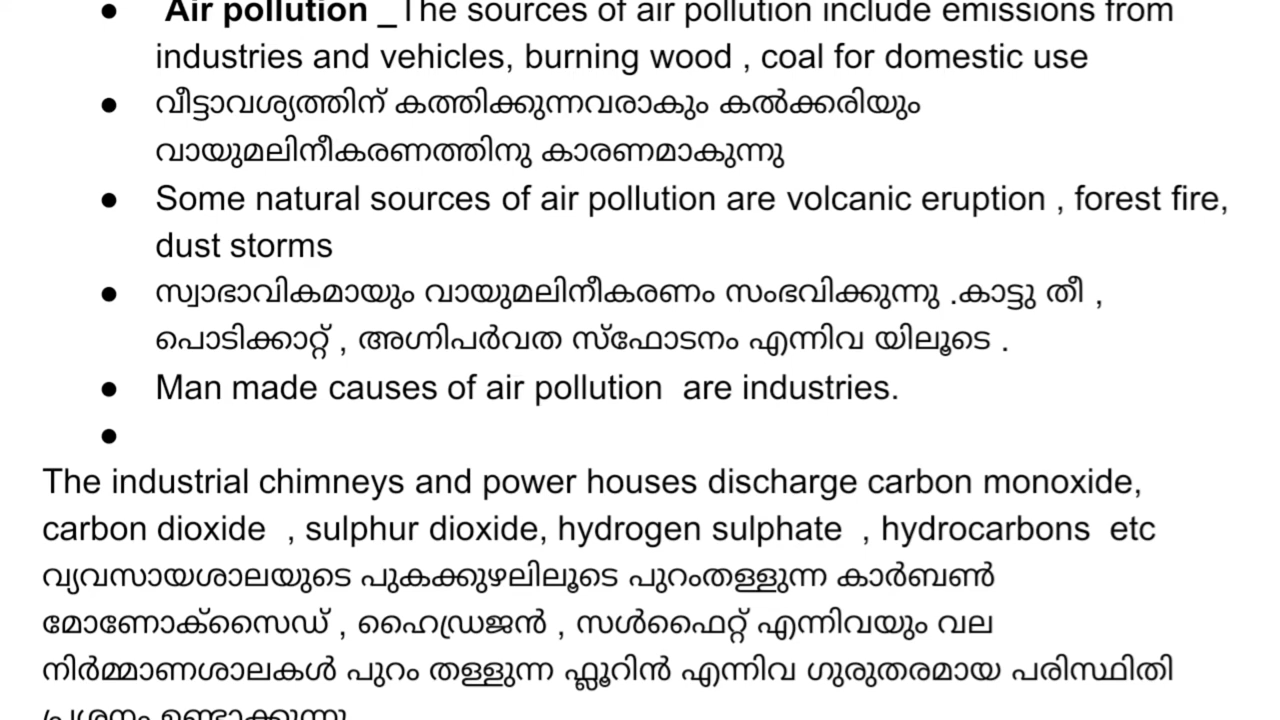 ● Air pollution _The sources of air pollution include emissions from
industries and vehicles, burning wood , coal for domestic use
● വീട്ടാവശ്യത്തിന് കത്തിക്കുന്നവരാകും കൽക്കരിയും
വായുമലിനീകരണത്തിനു കാരണമാകുന്നു
● Some natural sources of air pollution are volcanic eruption , forest fire,
dust storms
● സ്വാഭാവികമായും വായുമലിനീകരണം സംഭവിക്കുന്നു .കാട്ടു തീ ,
പൊടിക്കാറ്റ് , അഗ്നിപർവത സ്ഫോടനം എന്നിവ യിലൂടെ .
● Man made causes of air pollution  are industries.
●
The industrial chimneys and power houses discharge carbon monoxide,
carbon dioxide  , sulphur dioxide, hydrogen sulphate  , hydrocarbons  etc
വ്യവസായശാലയുടെ പുകക്കുഴലിലൂടെ പുറംതള്ളുന്ന കാർബൺ
മോണോക്സൈഡ് , ഹൈഡ്രജൻ , സൾഫൈറ്റ് എന്നിവയും വല
നിർമ്മാണശാലകൾ പുറം തള്ളുന്ന ഫ്ലൂറിൻ എന്നിവ ഗുരുതരമായ പരിസ്ഥിതി
പ്രശ്നം ഉണ്ടാക്കുന്നു